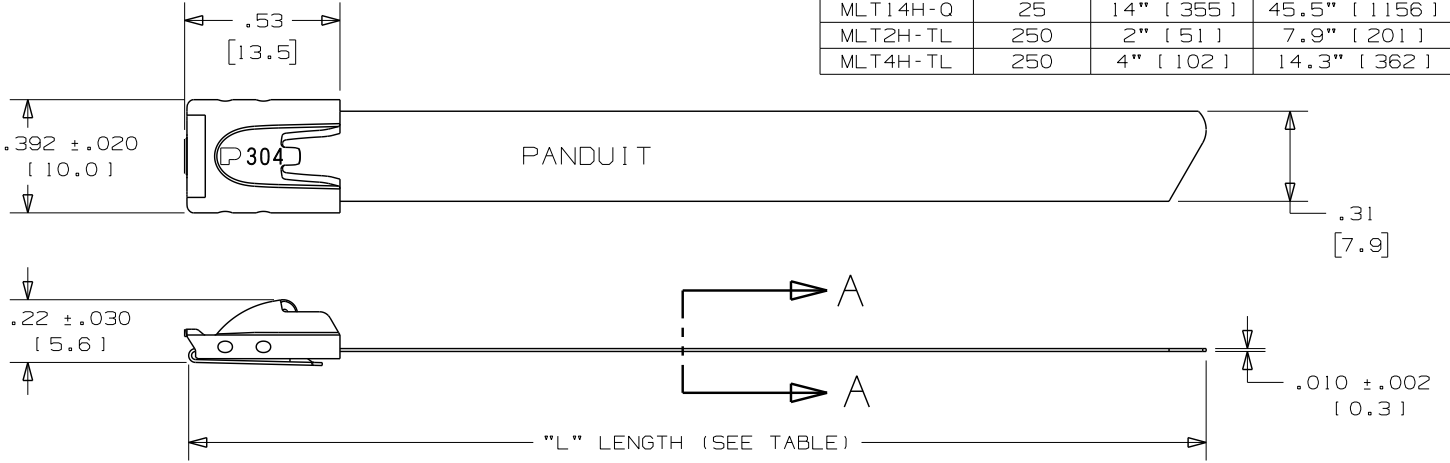 MLT14H-Q 25 14" [355] 45.5" [1156]
MLT2H-TL 250 2" [51] 7.9" [201]
MLT4H-TL 250 4" [102] 14.3" [362]
.53
[13.5]
.392 ±.020
[10.0]
P 304
PANDUIT
.31
[7.9]
A
.22 ±.030
[5.6]
A
.010 ±.002
[0.3]
"L" LENGTH (SEE TABLE)